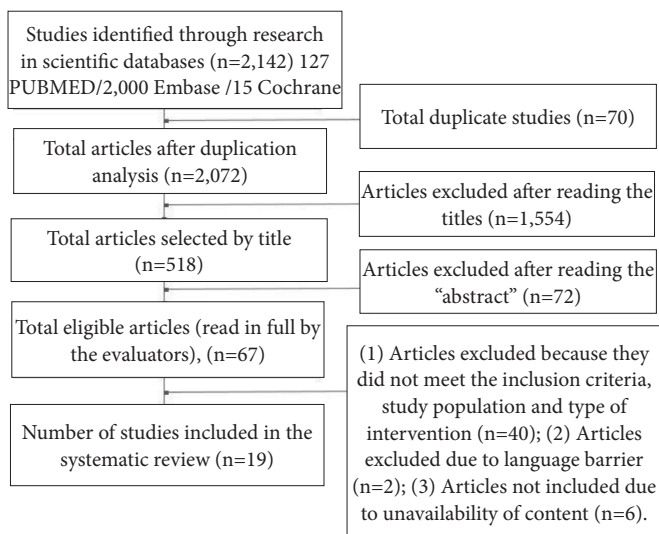 Studies identified through research
in scientific databases (n=2,142) 127
PUBMED/2,000 Embase /15 Cochrane
Total duplicate studies (n=70)
Total articles after duplication
analysis (n=2,072)
Articles excluded after reading the
titles (n=1,554)
Total articles selected by title
(n=518)
Articles excluded after reading the
“abstract” (n=72)
Total eligible articles (read in full by
the evaluators), (n=67)
(1) Articles excluded because they
did not meet the inclusion criteria,
study population and type of
intervention (n=40); (2) Articles
excluded due to language barrier
(n=2); (3) Articles not included due
to unavailability of content (n=6).
Number of studies included in the
systematic review (n=19)